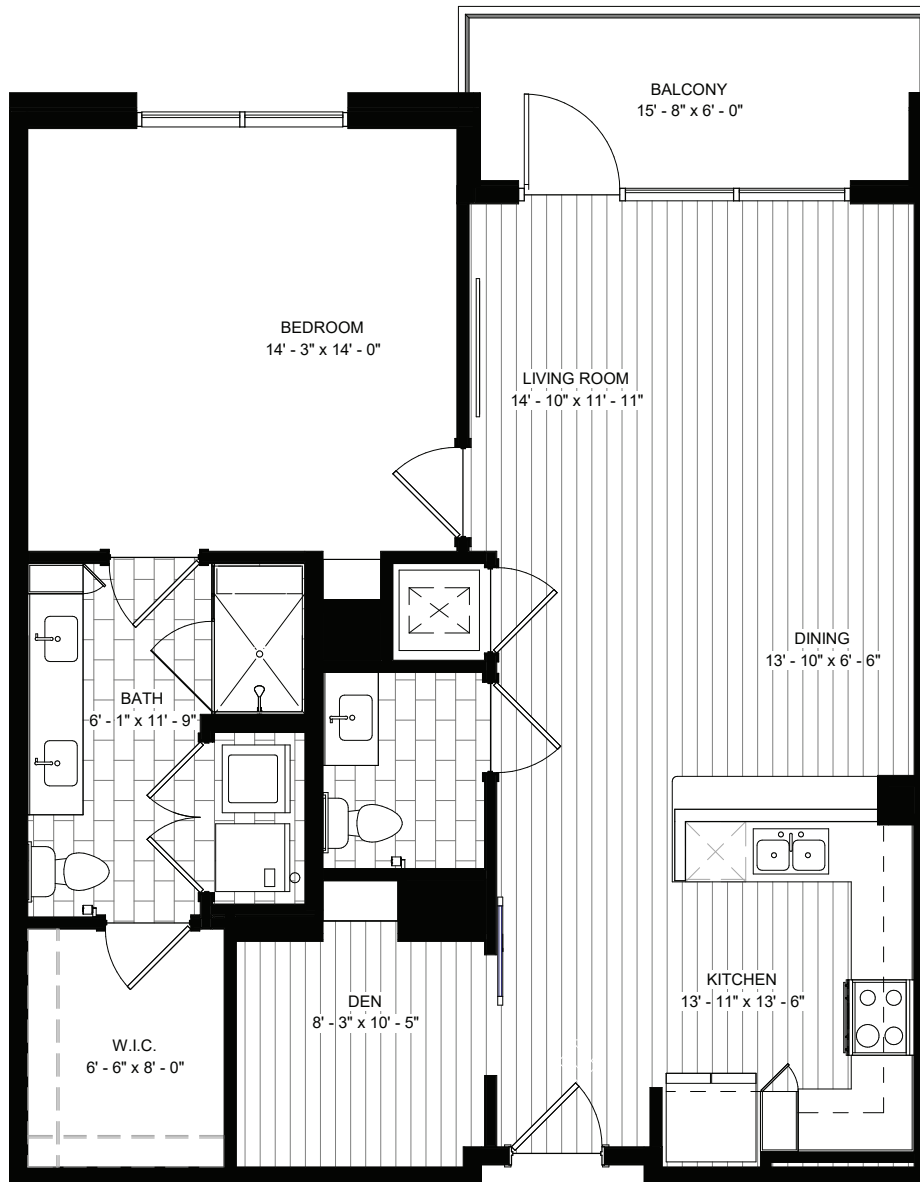 BALCONY
15' - 8" x 6' - 0"
BEDROOM
14' - 3" x 14' - 0"
LIVING ROOM
14' - 10" x 11' - 11"
DINING
13' - 10" x 6' - 6"
BATH
6' - 1" x 11' - 9"
KITCHEN
13' - 11" x 13' - 6"
DEN
8' - 3" x 10' - 5"
W.I.C.
6' - 6" x 8' - 0"